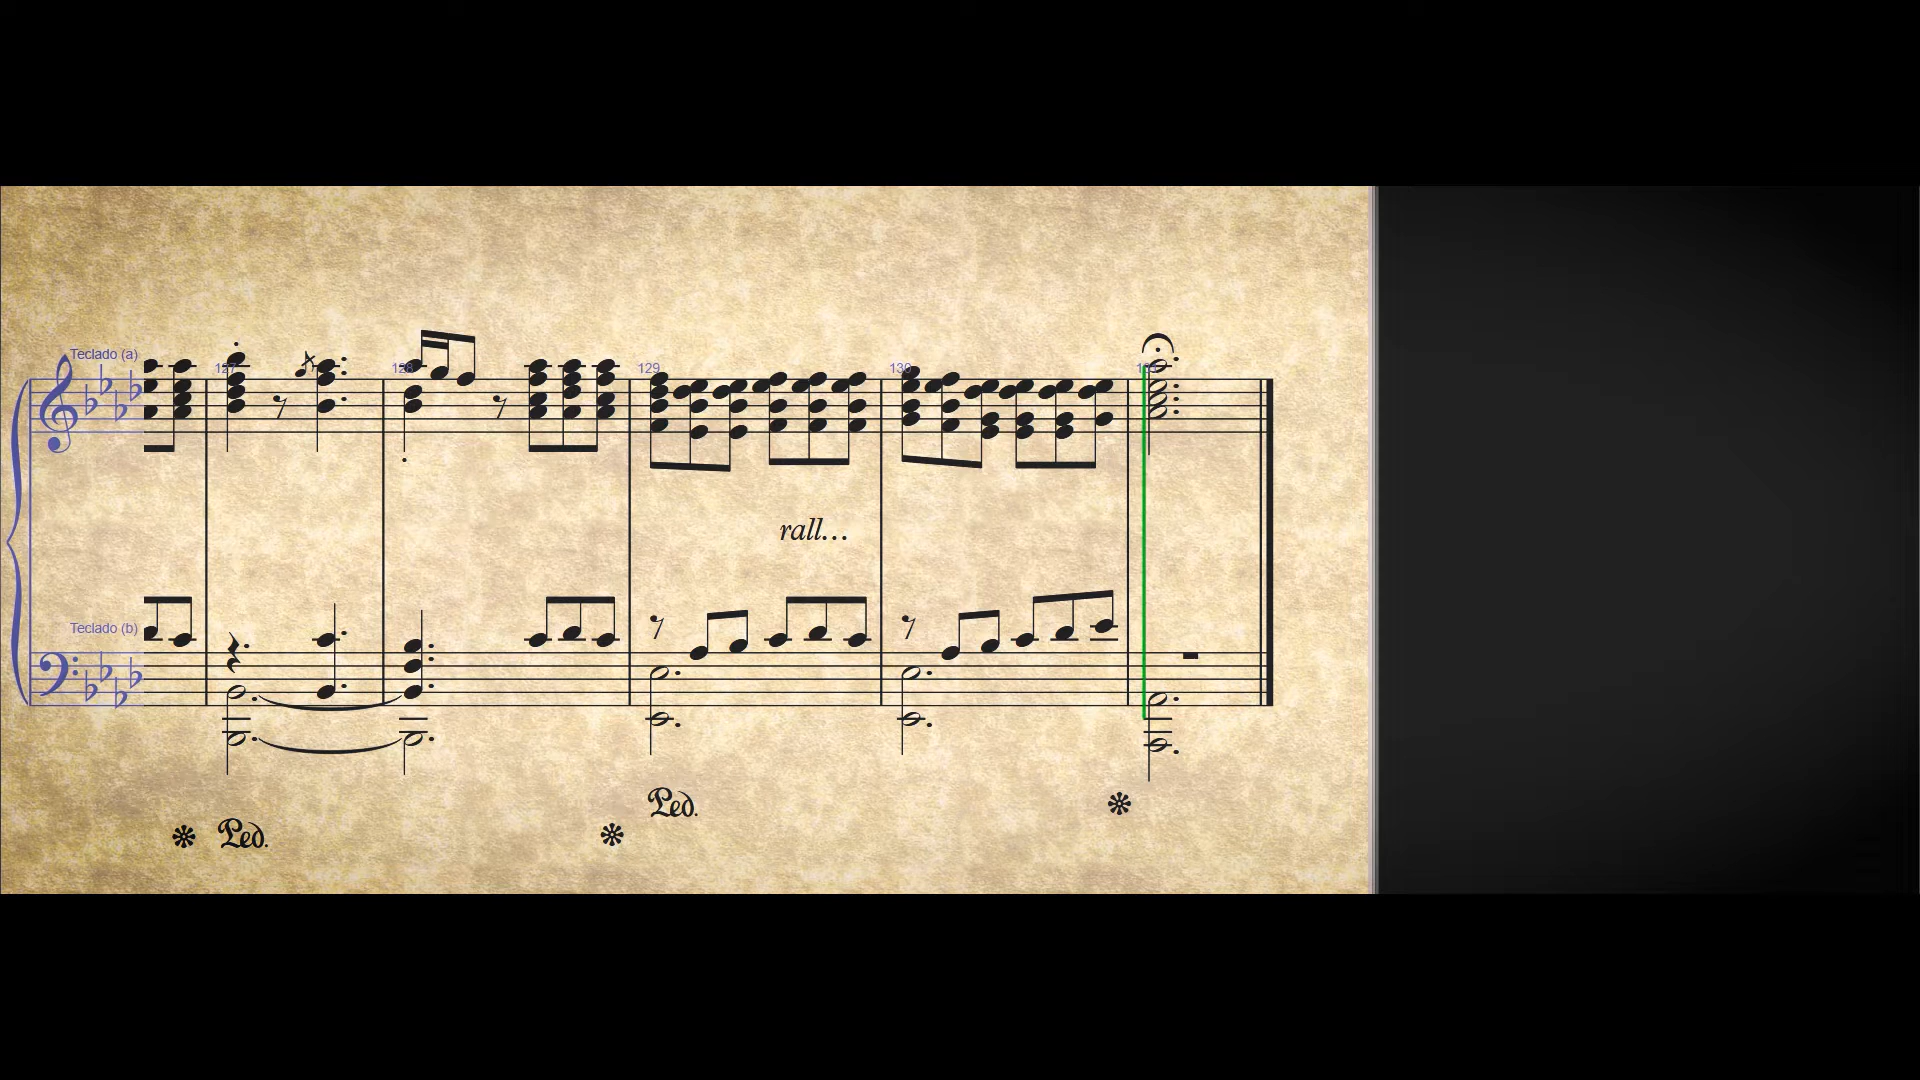 Teclado (a)
127
128
129
130
rall...
Teclado (b)
Ped.
Ped.